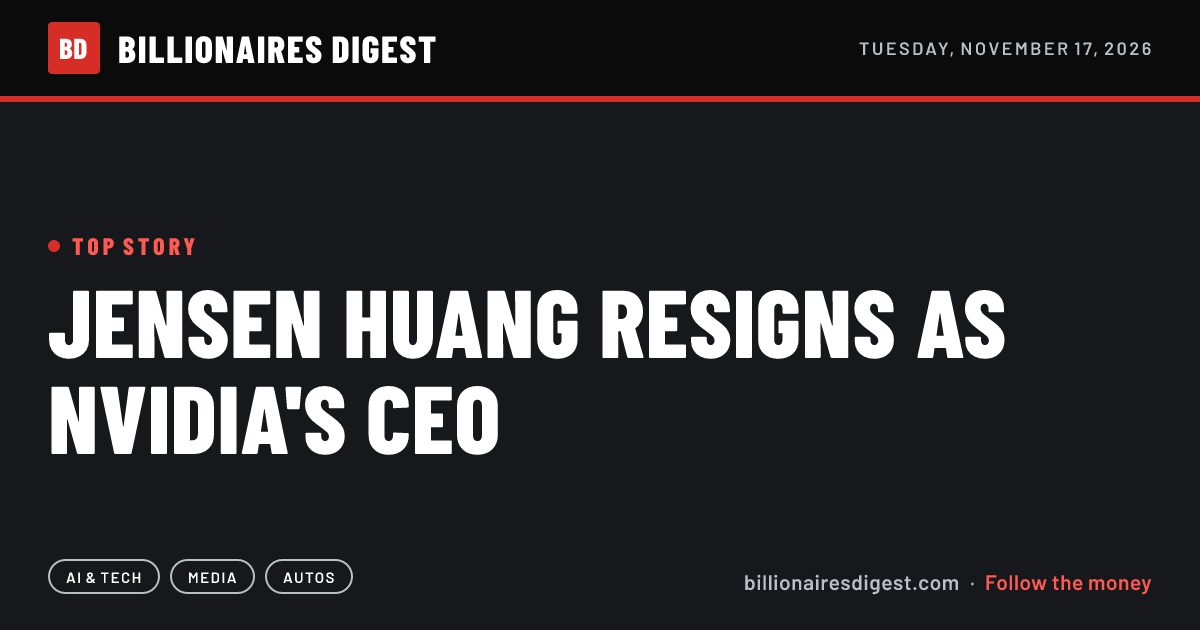 BD
BILLIONAIRES DIGEST
TUESDAY, NOVEMBER 17, 2026
TOP STORY
JENSEN HUANG RESIGNS AS
NVIDIA'S CEO
AI & TECH
MEDIA
AUTOS
billionairesdigest.com · Follow the money